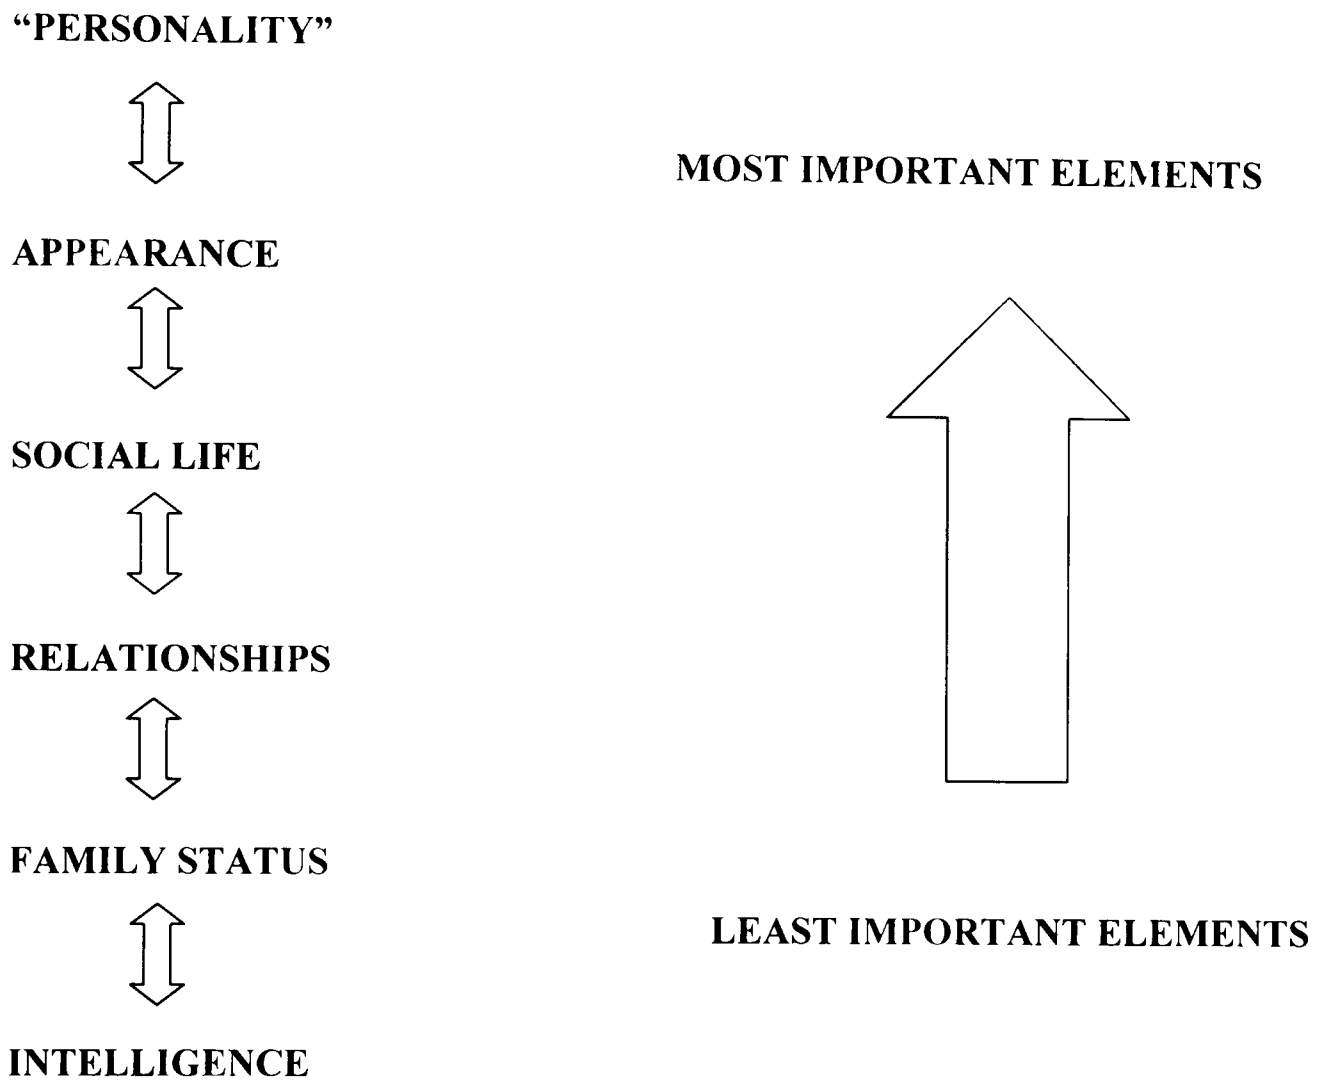 “PERSONALITY”
MOST IMPORTANT ELEMENTS
APPEARANCE
SOCIAL LIFE
RELATIONSHIPS
FAMILY STATUS
LEAST IMPORTANT ELEMENTS
INTELLIGENCE